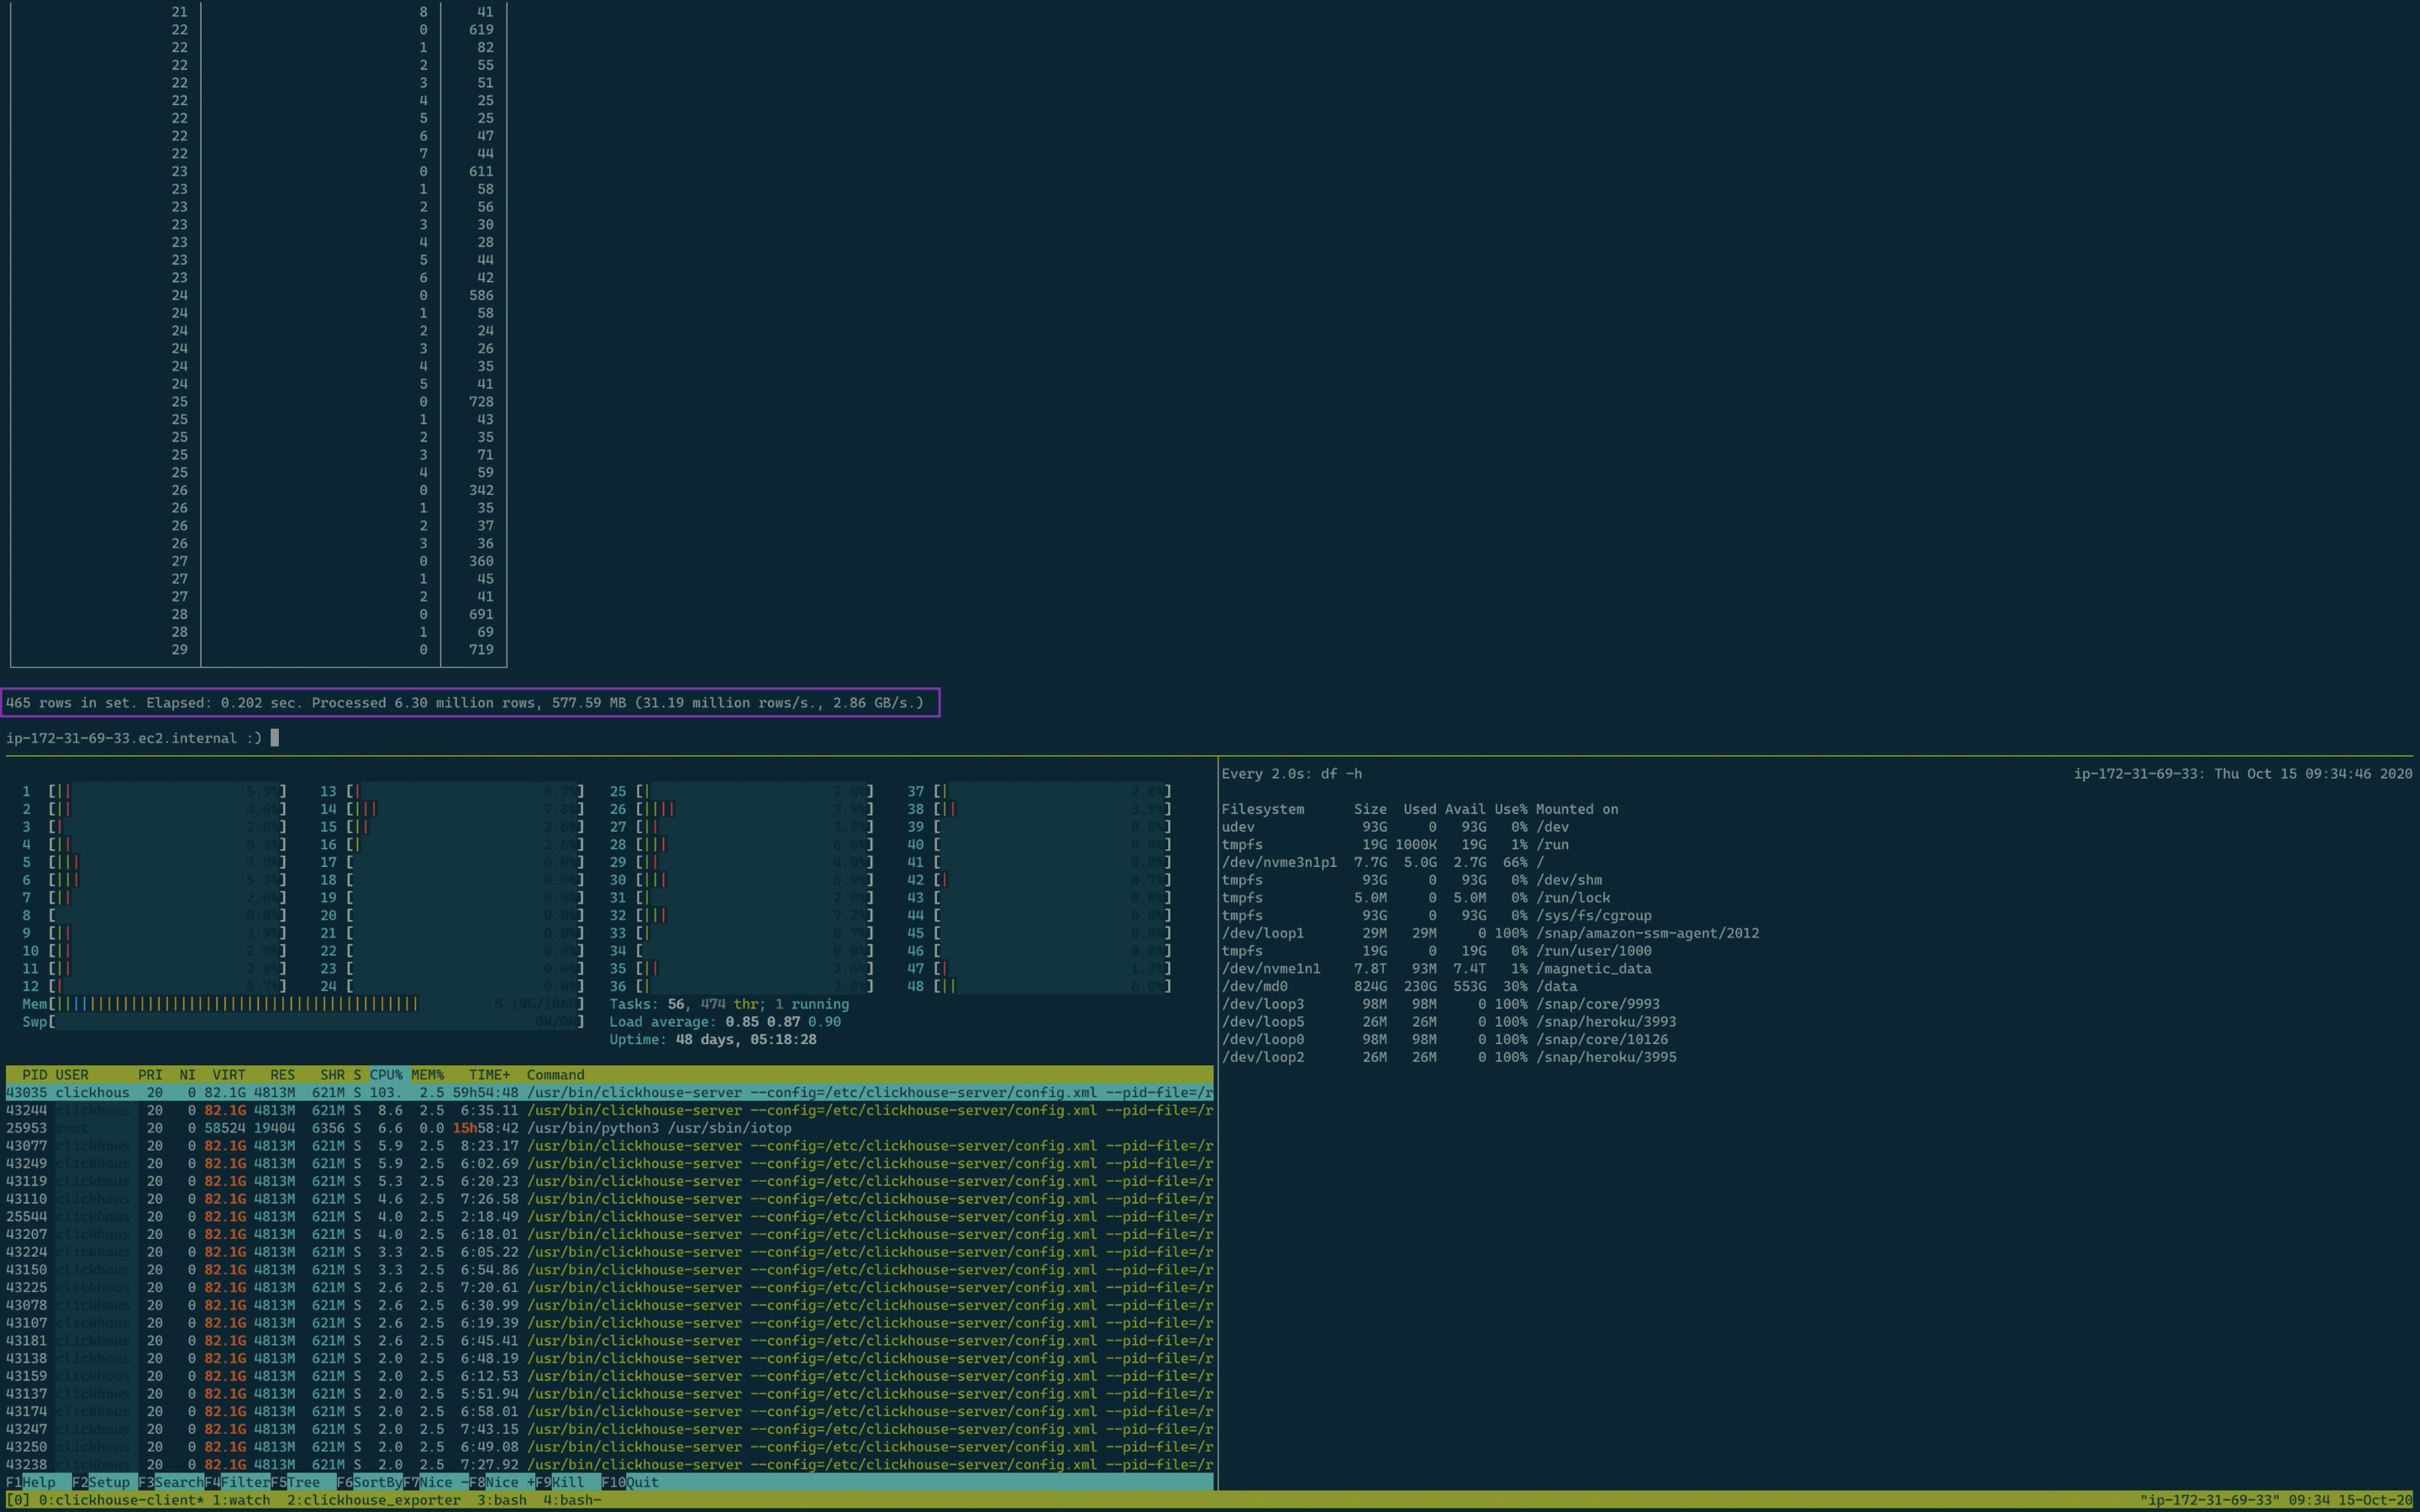 21 8 41
22 0 619
22 1 82
22 2 55
22 3 51
22 4 25
22 5 25
22 6 47
22 7 44
23 0 611
23 1 58
23 2 56
23 3 30
23 4 28
23 5 44
23 6 42
24 0 586
24 1 58
24 2 24
24 3 26
24 4 35
24 5 41
25 0 728
25 1 43
25 2 35
25 3 71
25 4 59
26 0 342
26 1 35
26 2 37
26 3 36
27 0 360
27 1 45
27 2 41
28 0 691
28 1 69
29 0 719
465 rows in set. Elapsed: 0.202 sec. Processed 6.30 million rows, 577.59 MB (31.19 million rows/s., 2.86 GB/s.)
ip-172-31-69-33.ec2.internal :)
1 [|| 5.9%] 13 [| 0.7%] 25 [| 2.0%] 37 [| 2.0%]
2 [|| 4.6%] 14 [||| 7.8%] 26 [|||| 7.9%] 38 [|| 3.9%]
3 [| 2.6%] 15 [|| 2.6%] 27 [|| 3.9%] 39 [ 0.0%]
4 [|| 5.3%] 16 [| 2.6%] 28 [||| 6.6%] 40 [ 0.0%]
5 [||| 7.9%] 17 [ 0.0%] 29 [|| 4.0%] 41 [ 0.0%]
6 [||| 5.3%] 18 [ 0.0%] 30 [||| 5.9%] 42 [| 0.7%]
7 [|| 2.6%] 19 [ 0.0%] 31 [| 2.0%] 43 [ 0.0%]
8 [ 0.0%] 20 [ 0.0%] 32 [||| 7.2%] 44 [ 0.0%]
9 [|| 3.9%] 21 [ 0.0%] 33 [| 0.7%] 45 [ 0.0%]
10 [|| 2.0%] 22 [ 0.0%] 34 [ 0.0%] 46 [ 0.0%]
11 [|| 2.0%] 23 [ 0.0%] 35 [|| 2.6%] 47 [| 1.3%]
12 [| 0.7%] 24 [ 0.0%] 36 [| 2.0%] 48 [|| 6.0%]
Mem[ 5.19G/186G] Tasks: 56, 474 thr; 1 running
Swp[ 0K/0K] Load average: 0.85 0.87 0.90
Uptime: 48 days, 05:18:28
PID USER PRI NI VIRT RES SHR S CPU% MEM% TIME+ Command
43035 clickhous 20 0 82.1G 4813M 621M S 103. 2.5 59h54:48 /usr/bin/clickhouse-server --config=/etc/clickhouse-server/config.xml --pid-file=/r
43244 clickhous 20 0 82.1G 4813M 621M S 8.6 2.5 6:35.11 /usr/bin/clickhouse-server --config=/etc/clickhouse-server/config.xml --pid-file=/r
25953 root 20 0 58524 19404 6356 S 6.6 0.0 15h58:42 /usr/bin/python3 /usr/sbin/iotop
43077 clickhous 20 0 82.1G 4813M 621M S 5.9 2.5 8:23.17 /usr/bin/clickhouse-server --config=/etc/clickhouse-server/config.xml --pid-file=/r
43249 clickhous 20 0 82.1G 4813M 621M S 5.9 2.5 6:02.69 /usr/bin/clickhouse-server --config=/etc/clickhouse-server/config.xml --pid-file=/r
43119 clickhous 20 0 82.1G 4813M 621M S 5.3 2.5 6:20.23 /usr/bin/clickhouse-server --config=/etc/clickhouse-server/config.xml --pid-file=/r
43110 clickhous 20 0 82.1G 4813M 621M S 4.6 2.5 7:26.58 /usr/bin/clickhouse-server --config=/etc/clickhouse-server/config.xml --pid-file=/r
25544 clickhous 20 0 82.1G 4813M 621M S 4.0 2.5 2:18.49 /usr/bin/clickhouse-server --config=/etc/clickhouse-server/config.xml --pid-file=/r
43207 clickhous 20 0 82.1G 4813M 621M S 4.0 2.5 6:18.01 /usr/bin/clickhouse-server --config=/etc/clickhouse-server/config.xml --pid-file=/r
43224 clickhous 20 0 82.1G 4813M 621M S 3.3 2.5 6:05.22 /usr/bin/clickhouse-server --config=/etc/clickhouse-server/config.xml --pid-file=/r
43150 clickhous 20 0 82.1G 4813M 621M S 3.3 2.5 6:54.86 /usr/bin/clickhouse-server --config=/etc/clickhouse-server/config.xml --pid-file=/r
43225 clickhous 20 0 82.1G 4813M 621M S 2.6 2.5 7:20.61 /usr/bin/clickhouse-server --config=/etc/clickhouse-server/config.xml --pid-file=/r
43078 clickhous 20 0 82.1G 4813M 621M S 2.6 2.5 6:30.99 /usr/bin/clickhouse-server --config=/etc/clickhouse-server/config.xml --pid-file=/r
43107 clickhous 20 0 82.1G 4813M 621M S 2.6 2.5 6:19.39 /usr/bin/clickhouse-server --config=/etc/clickhouse-server/config.xml --pid-file=/r
43181 clickhous 20 0 82.1G 4813M 621M S 2.6 2.5 6:45.41 /usr/bin/clickhouse-server --config=/etc/clickhouse-server/config.xml --pid-file=/r
43138 clickhous 20 0 82.1G 4813M 621M S 2.0 2.5 6:48.19 /usr/bin/clickhouse-server --config=/etc/clickhouse-server/config.xml --pid-file=/r
43159 clickhous 20 0 82.1G 4813M 621M S 2.0 2.5 6:12.53 /usr/bin/clickhouse-server --config=/etc/clickhouse-server/config.xml --pid-file=/r
43137 clickhous 20 0 82.1G 4813M 621M S 2.0 2.5 5:51.94 /usr/bin/clickhouse-server --config=/etc/clickhouse-server/config.xml --pid-file=/r
43174 clickhous 20 0 82.1G 4813M 621M S 2.0 2.5 6:58.01 /usr/bin/clickhouse-server --config=/etc/clickhouse-server/config.xml --pid-file=/r
43247 clickhous 20 0 82.1G 4813M 621M S 2.0 2.5 7:43.15 /usr/bin/clickhouse-server --config=/etc/clickhouse-server/config.xml --pid-file=/r
43250 clickhous 20 0 82.1G 4813M 621M S 2.0 2.5 6:49.08 /usr/bin/clickhouse-server --config=/etc/clickhouse-server/config.xml --pid-file=/r
43238 clickhous 20 0 82.1G 4813M 621M S 2.0 2.5 7:27.92 /usr/bin/clickhouse-server --config=/etc/clickhouse-server/config.xml --pid-file=/r
F1Help F2Setup F3SearchF4FilterF5Tree F6SortByF7Nice -F8Nice +F9Kill F10Quit
Every 2.0s: df -h ip-172-31-69-33: Thu Oct 15 09:34:46 2020
Filesystem Size Used Avail Use% Mounted on
udev 93G 0 93G 0% /dev
tmpfs 19G 1000K 19G 1% /run
/dev/nvme3n1p1 7.7G 5.0G 2.7G 66% /
tmpfs 93G 0 93G 0% /dev/shm
tmpfs 5.0M 0 5.0M 0% /run/lock
tmpfs 93G 0 93G 0% /sys/fs/cgroup
/dev/loop1 29M 29M 0 100% /snap/amazon-ssm-agent/2012
tmpfs 19G 0 19G 0% /run/user/1000
/dev/nvme1n1 7.8T 93M 7.4T 1% /magnetic_data
/dev/md0 824G 230G 553G 30% /data
/dev/loop3 98M 98M 0 100% /snap/core/9993
/dev/loop5 26M 26M 0 100% /snap/heroku/3993
/dev/loop0 98M 98M 0 100% /snap/core/10126
/dev/loop2 26M 26M 0 100% /snap/heroku/3995
[0] 0:clickhouse-client* 1:watch 2:clickhouse_exporter 3:bash 4:bash- "ip-172-31-69-33" 09:34 15-Oct-20